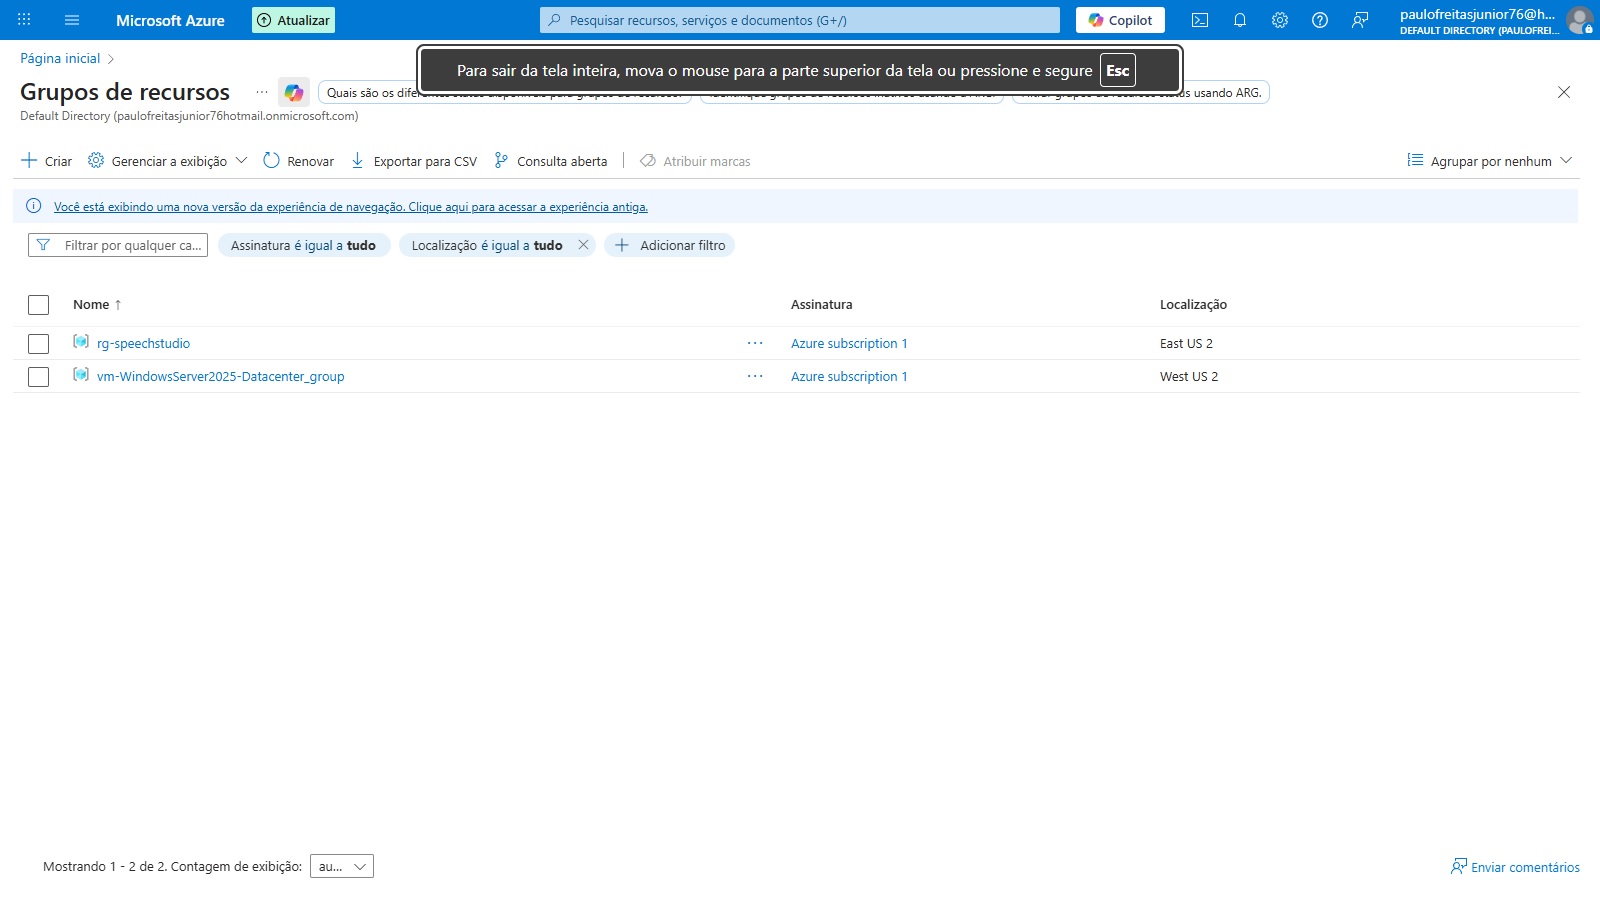 Microsoft Azure
Atualizar
Pesquisar recursos, serviços e documentos (G+/)
Copilot
paulofreitasjunior76@h...
DEFAULT DIRECTORY (PAULOFREI...
Página inicial
Para sair da tela inteira, mova o mouse para a parte superior da tela ou pressione e segure Esc
Grupos de recursos
...
Quais são os
usando ARG.
Default Directory (paulofreitasjunior76hotmail.onmicrosoft.com)
Criar
Gerenciar a exibição
Renovar
Exportar para CSV
Consulta aberta
Atribuir marcas
Agrupar por nenhum
Você está exibindo uma nova versão da experiência de navegação. Clique aqui para acessar a experiência antiga.
Filtrar por qualquer ca...
Assinatura é igual a tudo
Localização é igual a tudo
Adicionar filtro
Nome ↑ Assinatura Localização
rg-speechstudio ... Azure subscription 1 East US 2
vm-WindowsServer2025-Datacenter_group ... Azure subscription 1 West US 2
Mostrando 1 - 2 de 2. Contagem de exibição: au...
Enviar comentários